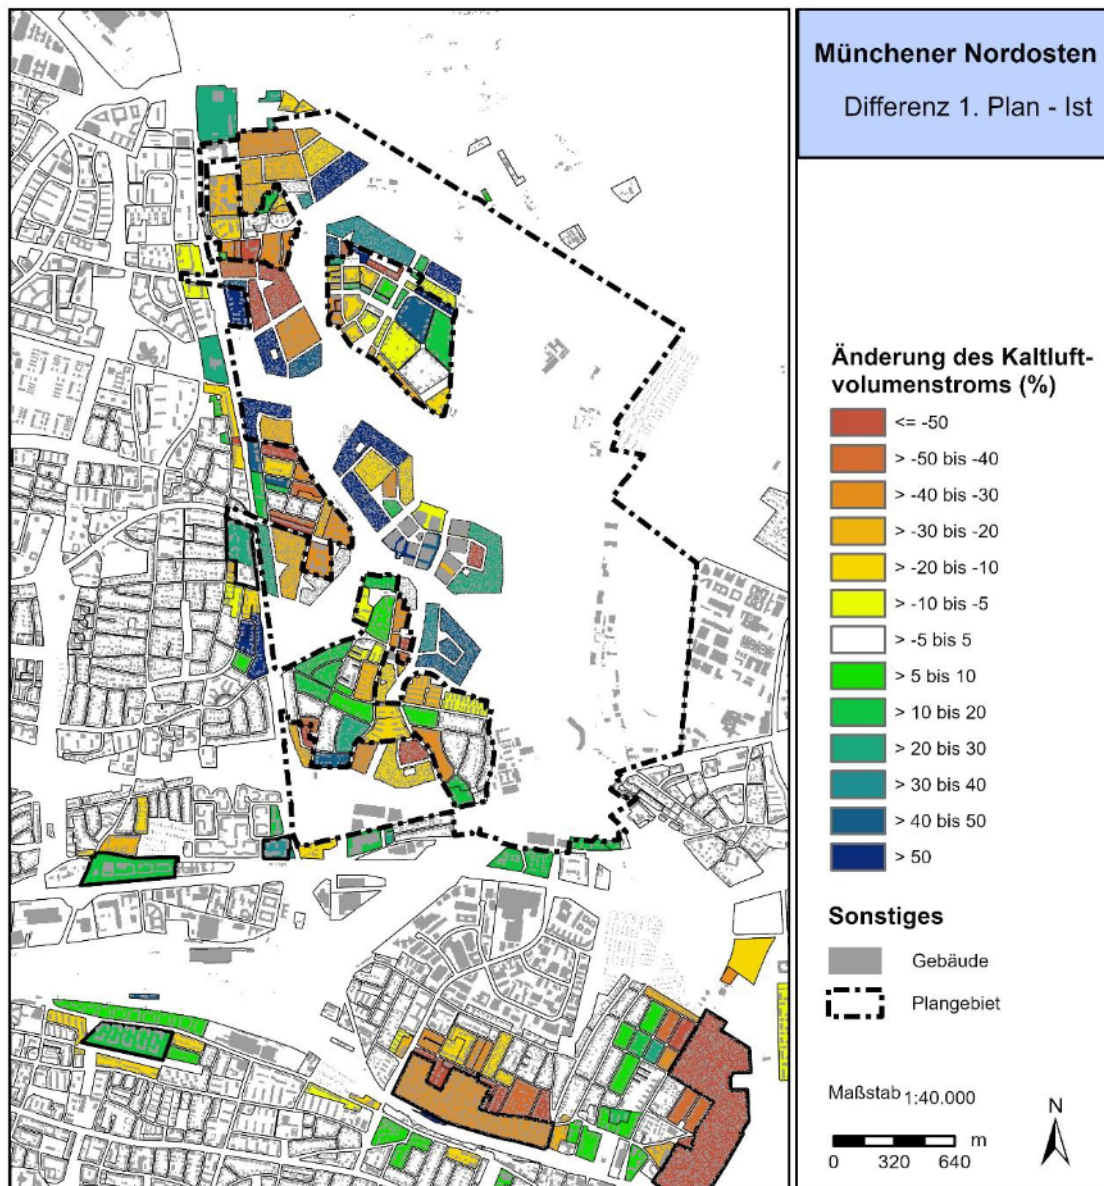 Münchener Nordosten
Differenz 1. Plan - Ist
Änderung des Kaltluft-
volumenstroms (%)
<= -50
> -50 bis -40
> -40 bis -30
> -30 bis -20
> -20 bis -10
> -10 bis -5
> -5 bis 5
> 5 bis 10
> 10 bis 20
> 20 bis 30
> 30 bis 40
> 40 bis 50
> 50
Sonstiges
Gebäude
Plangebiet
Maßstab 1:40.000
N
m
0 320 640